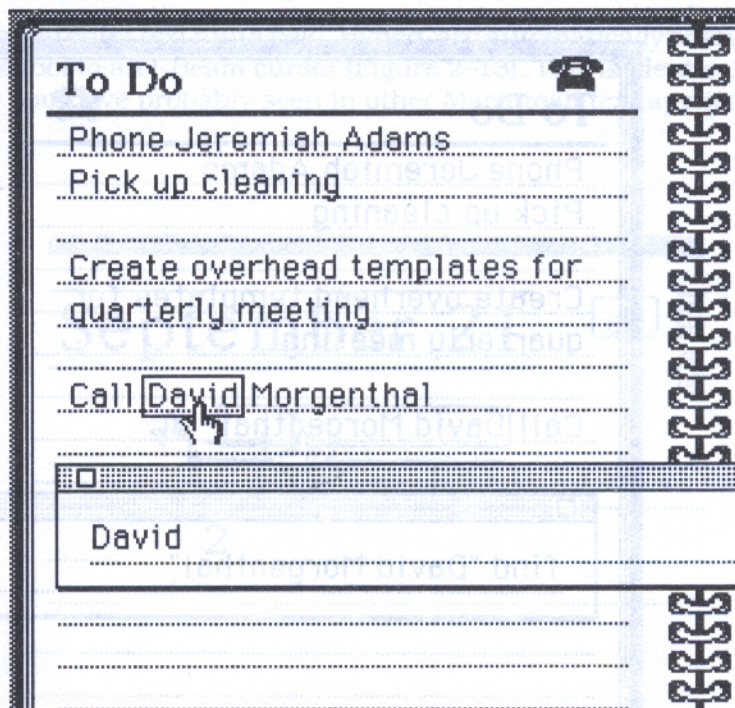 To Do
Phone Jeremiah Adams
Pick up cleaning
Create overhead templates for
quarterly meeting
Call David Morgenthal
David